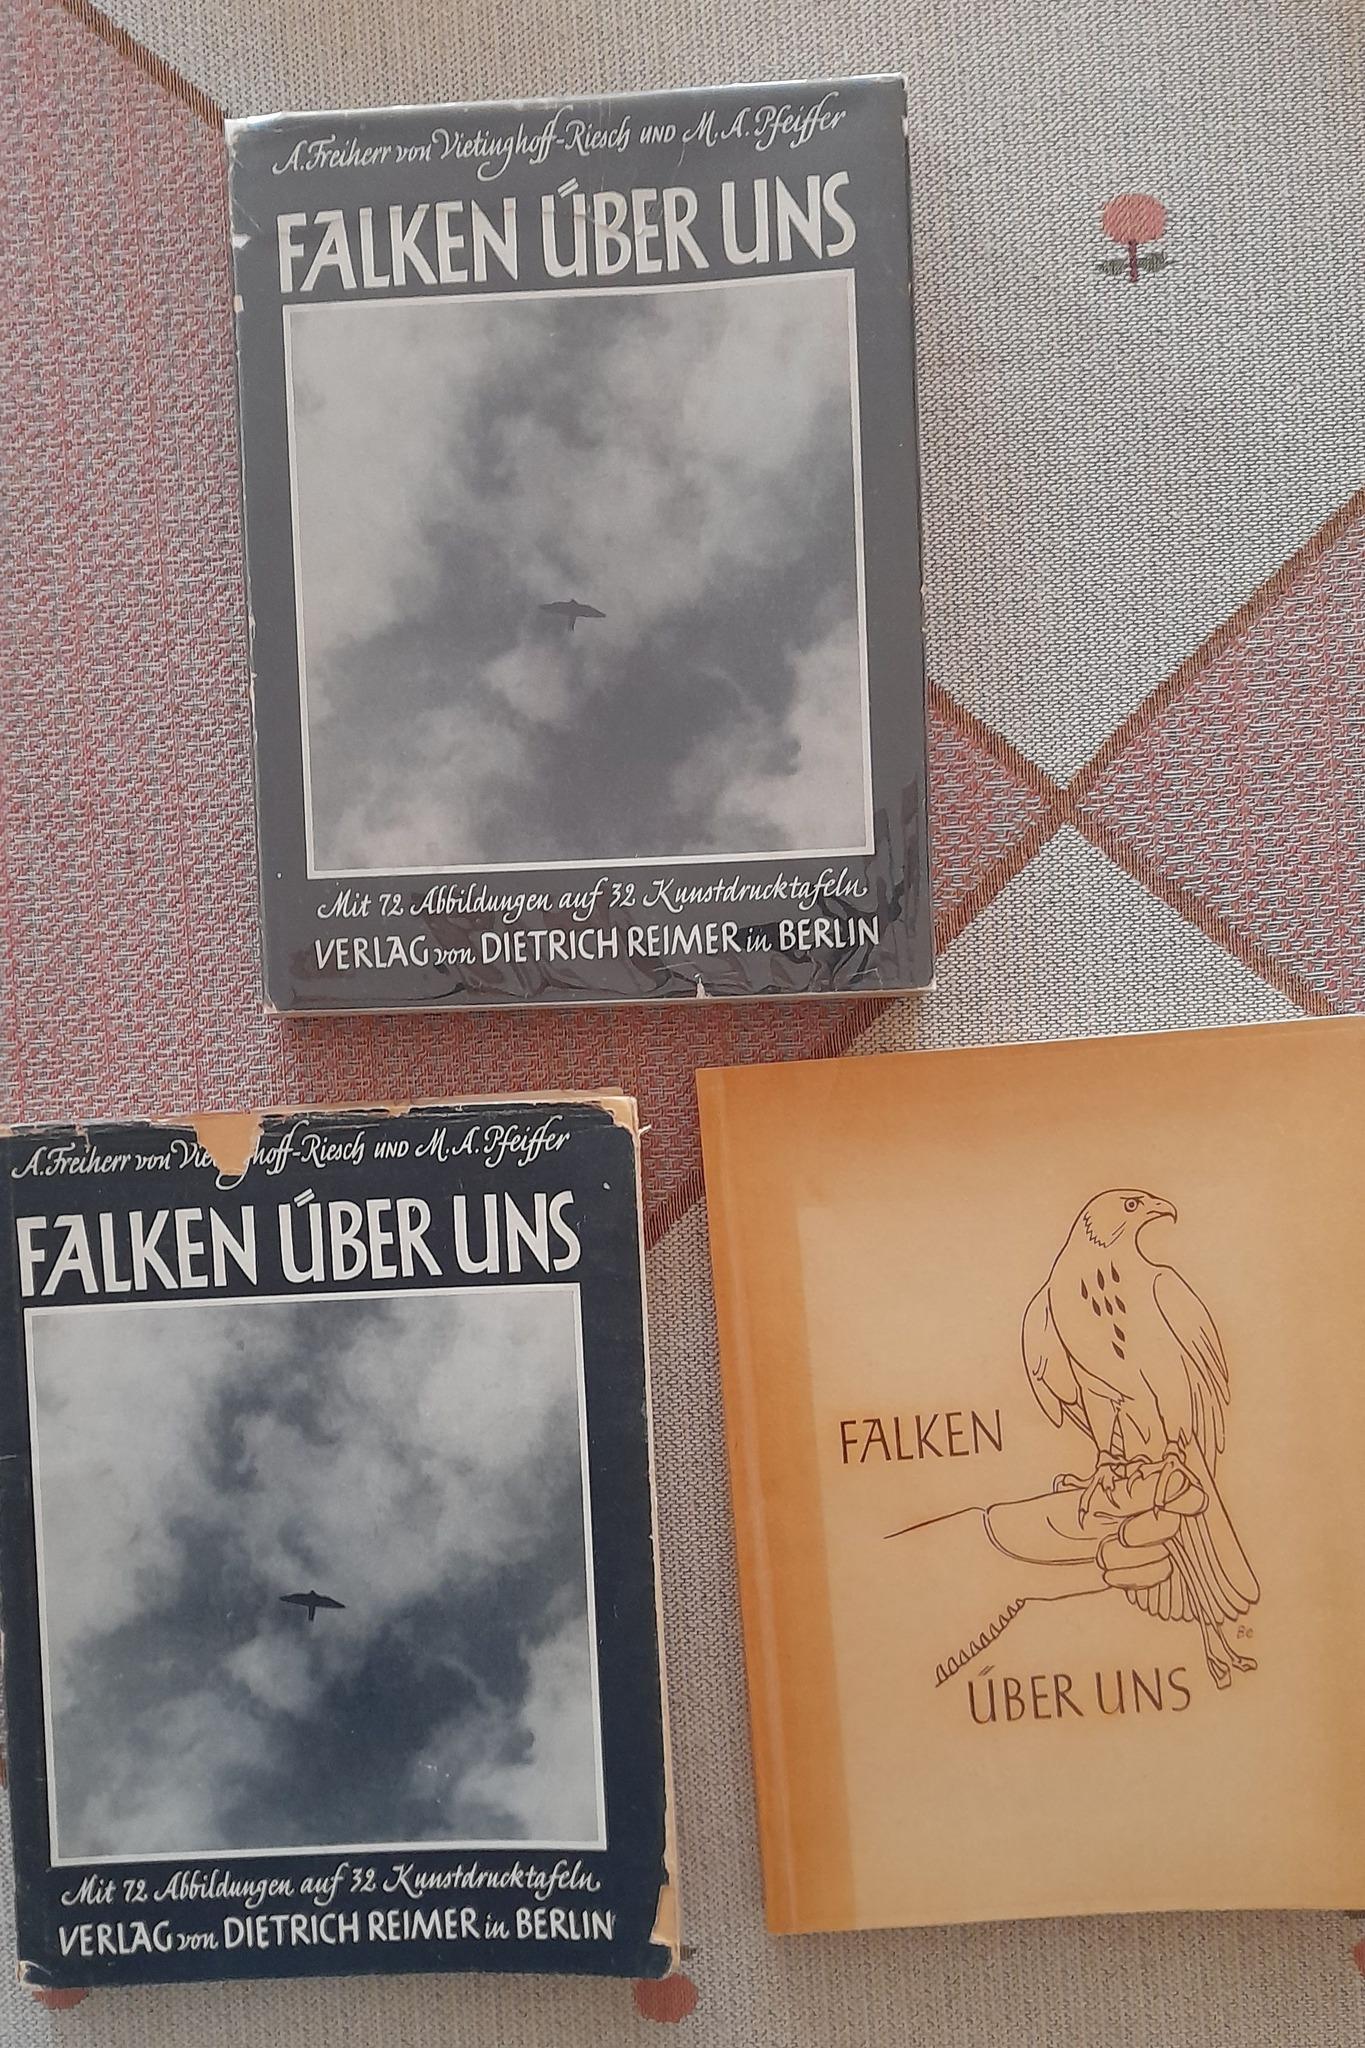 A. Freiherr von Vietinghoff-Riesch UND M. A. Pfeiffer
FALKEN ÜBER UNS
Mit 72 Abbildungen auf 32 Kunstdrucktafeln
VERLAG von DIETRICH REIMER in BERLIN
A. Freiherr von Vie hoff-Riesch UND M. A. Pfeiffer
FALKEN ÜBER UNS
Mit 72 Abbildungen auf 32 Kunstdrucktafeln
VERLAG von DIETRICH REIMER in BERLIN
FALKEN
Be
ÜBER UNS